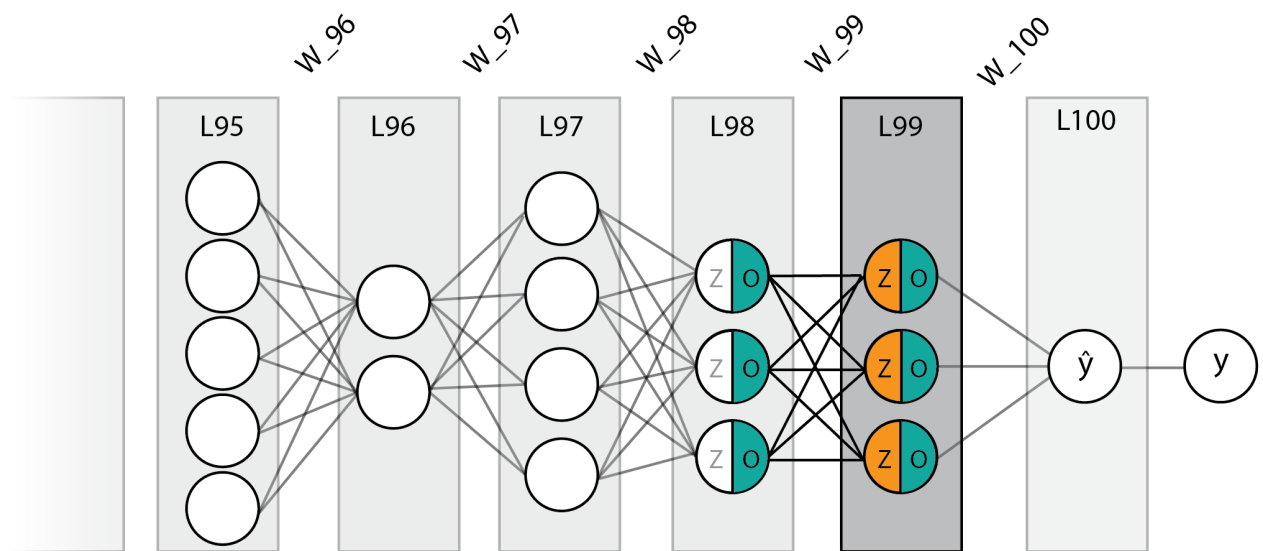 W_96
W_97
W_98
W_99
W_100
L95
L96
L97
L98
L99
L100
Z O
Z O
Z O
Z O
Z O
Z O
ŷ
y